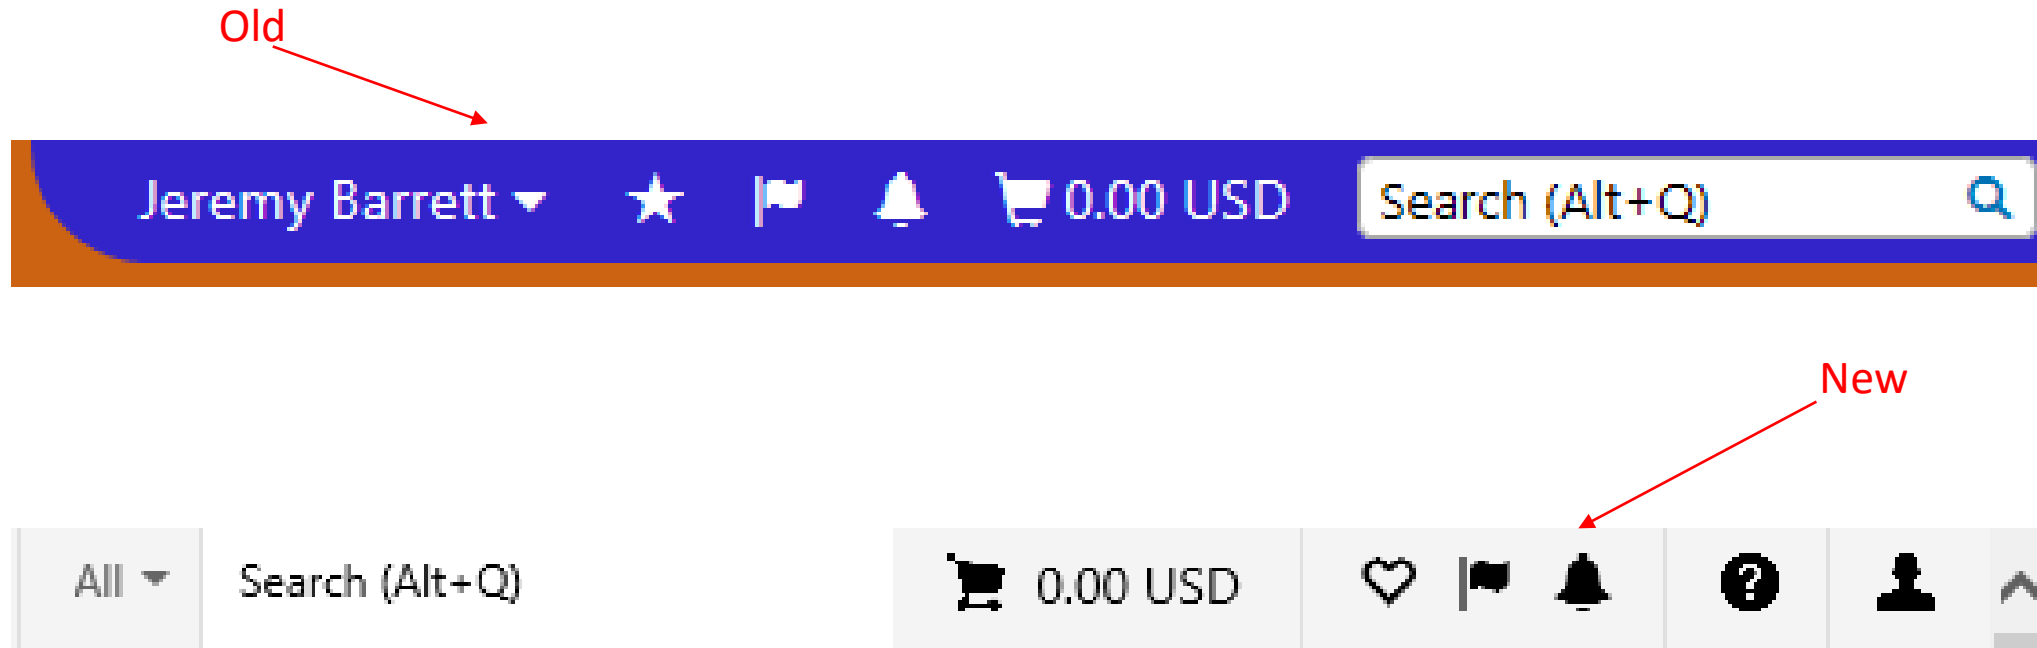 Old
Jeremy Barrett 0.00 USD Search (Alt+Q)
New
All Search (Alt+Q) 0.00 USD ?